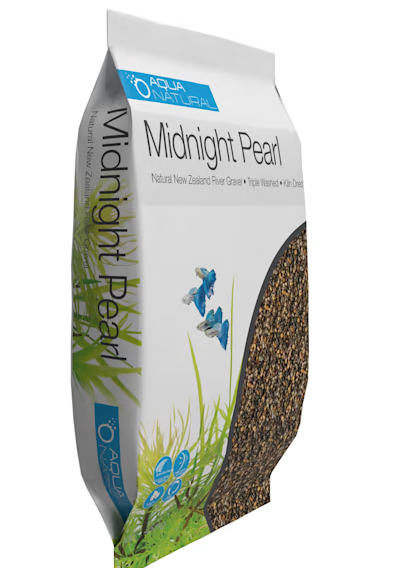 AQUA
NATURAL
Midnight Pearl
Natural New Zealand River Gravel • Triple Washed • Kiln Dried
Midnight Pearl
Natural New Zealand
AQUA